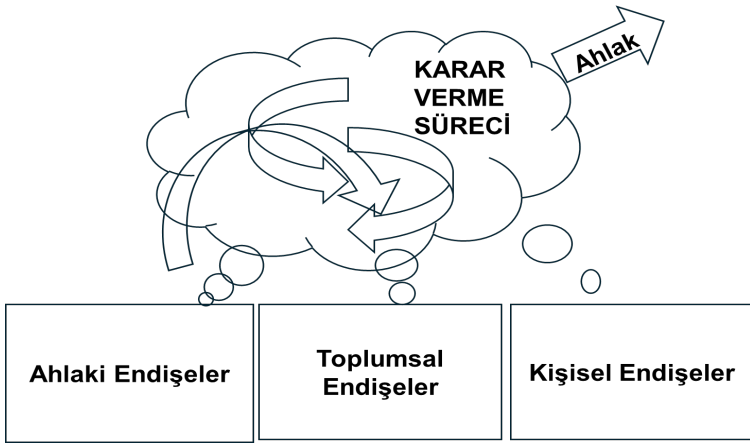 KARAR
VERME
SÜRECİ
Ahlak
Ahlaki Endişeler
Toplumsal
Endişeler
Kişisel Endişeler